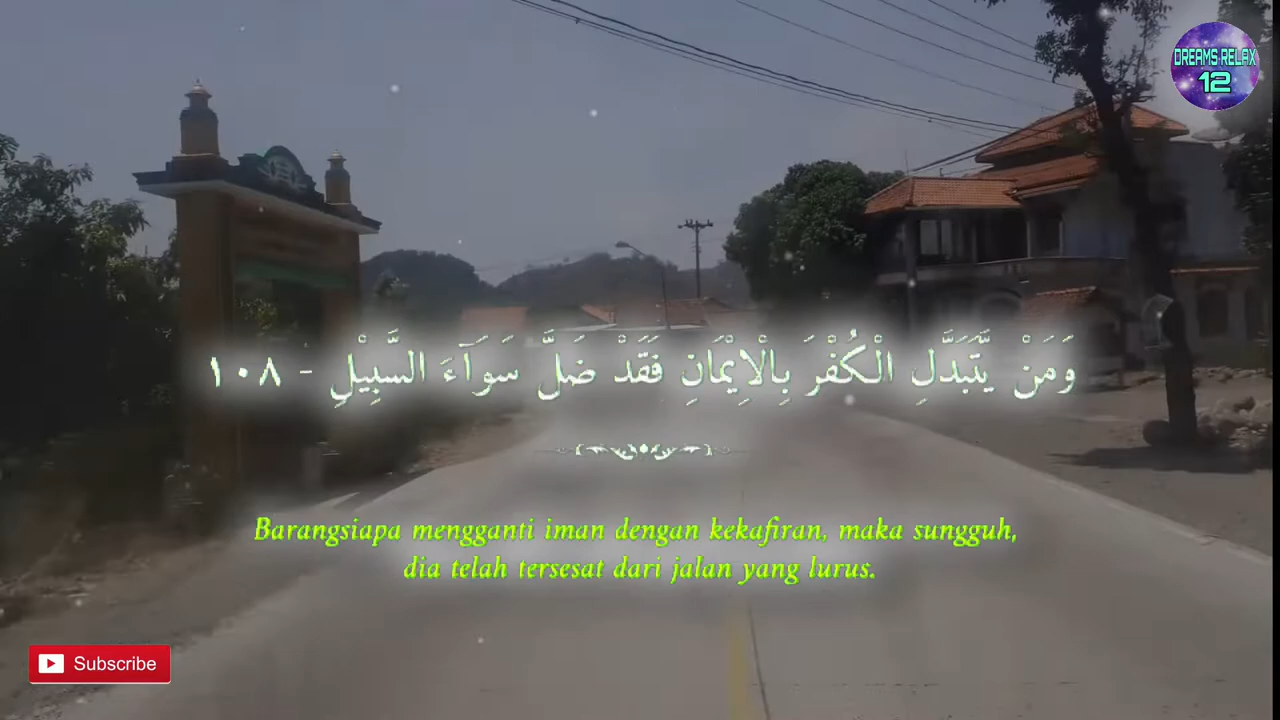 DREAMS RELAX
12
وَمَنْ يَّتَبَدَّلِ الْكُفْرَ بِالْاِيْمَانِ فَقَدْ ضَلَّ سَوَاۤءَ السَّبِيْلِ - ١٠٨
Barangsiapa mengganti iman dengan kekafiran, maka sungguh,
dia telah tersesat dari jalan yang lurus.
Subscribe